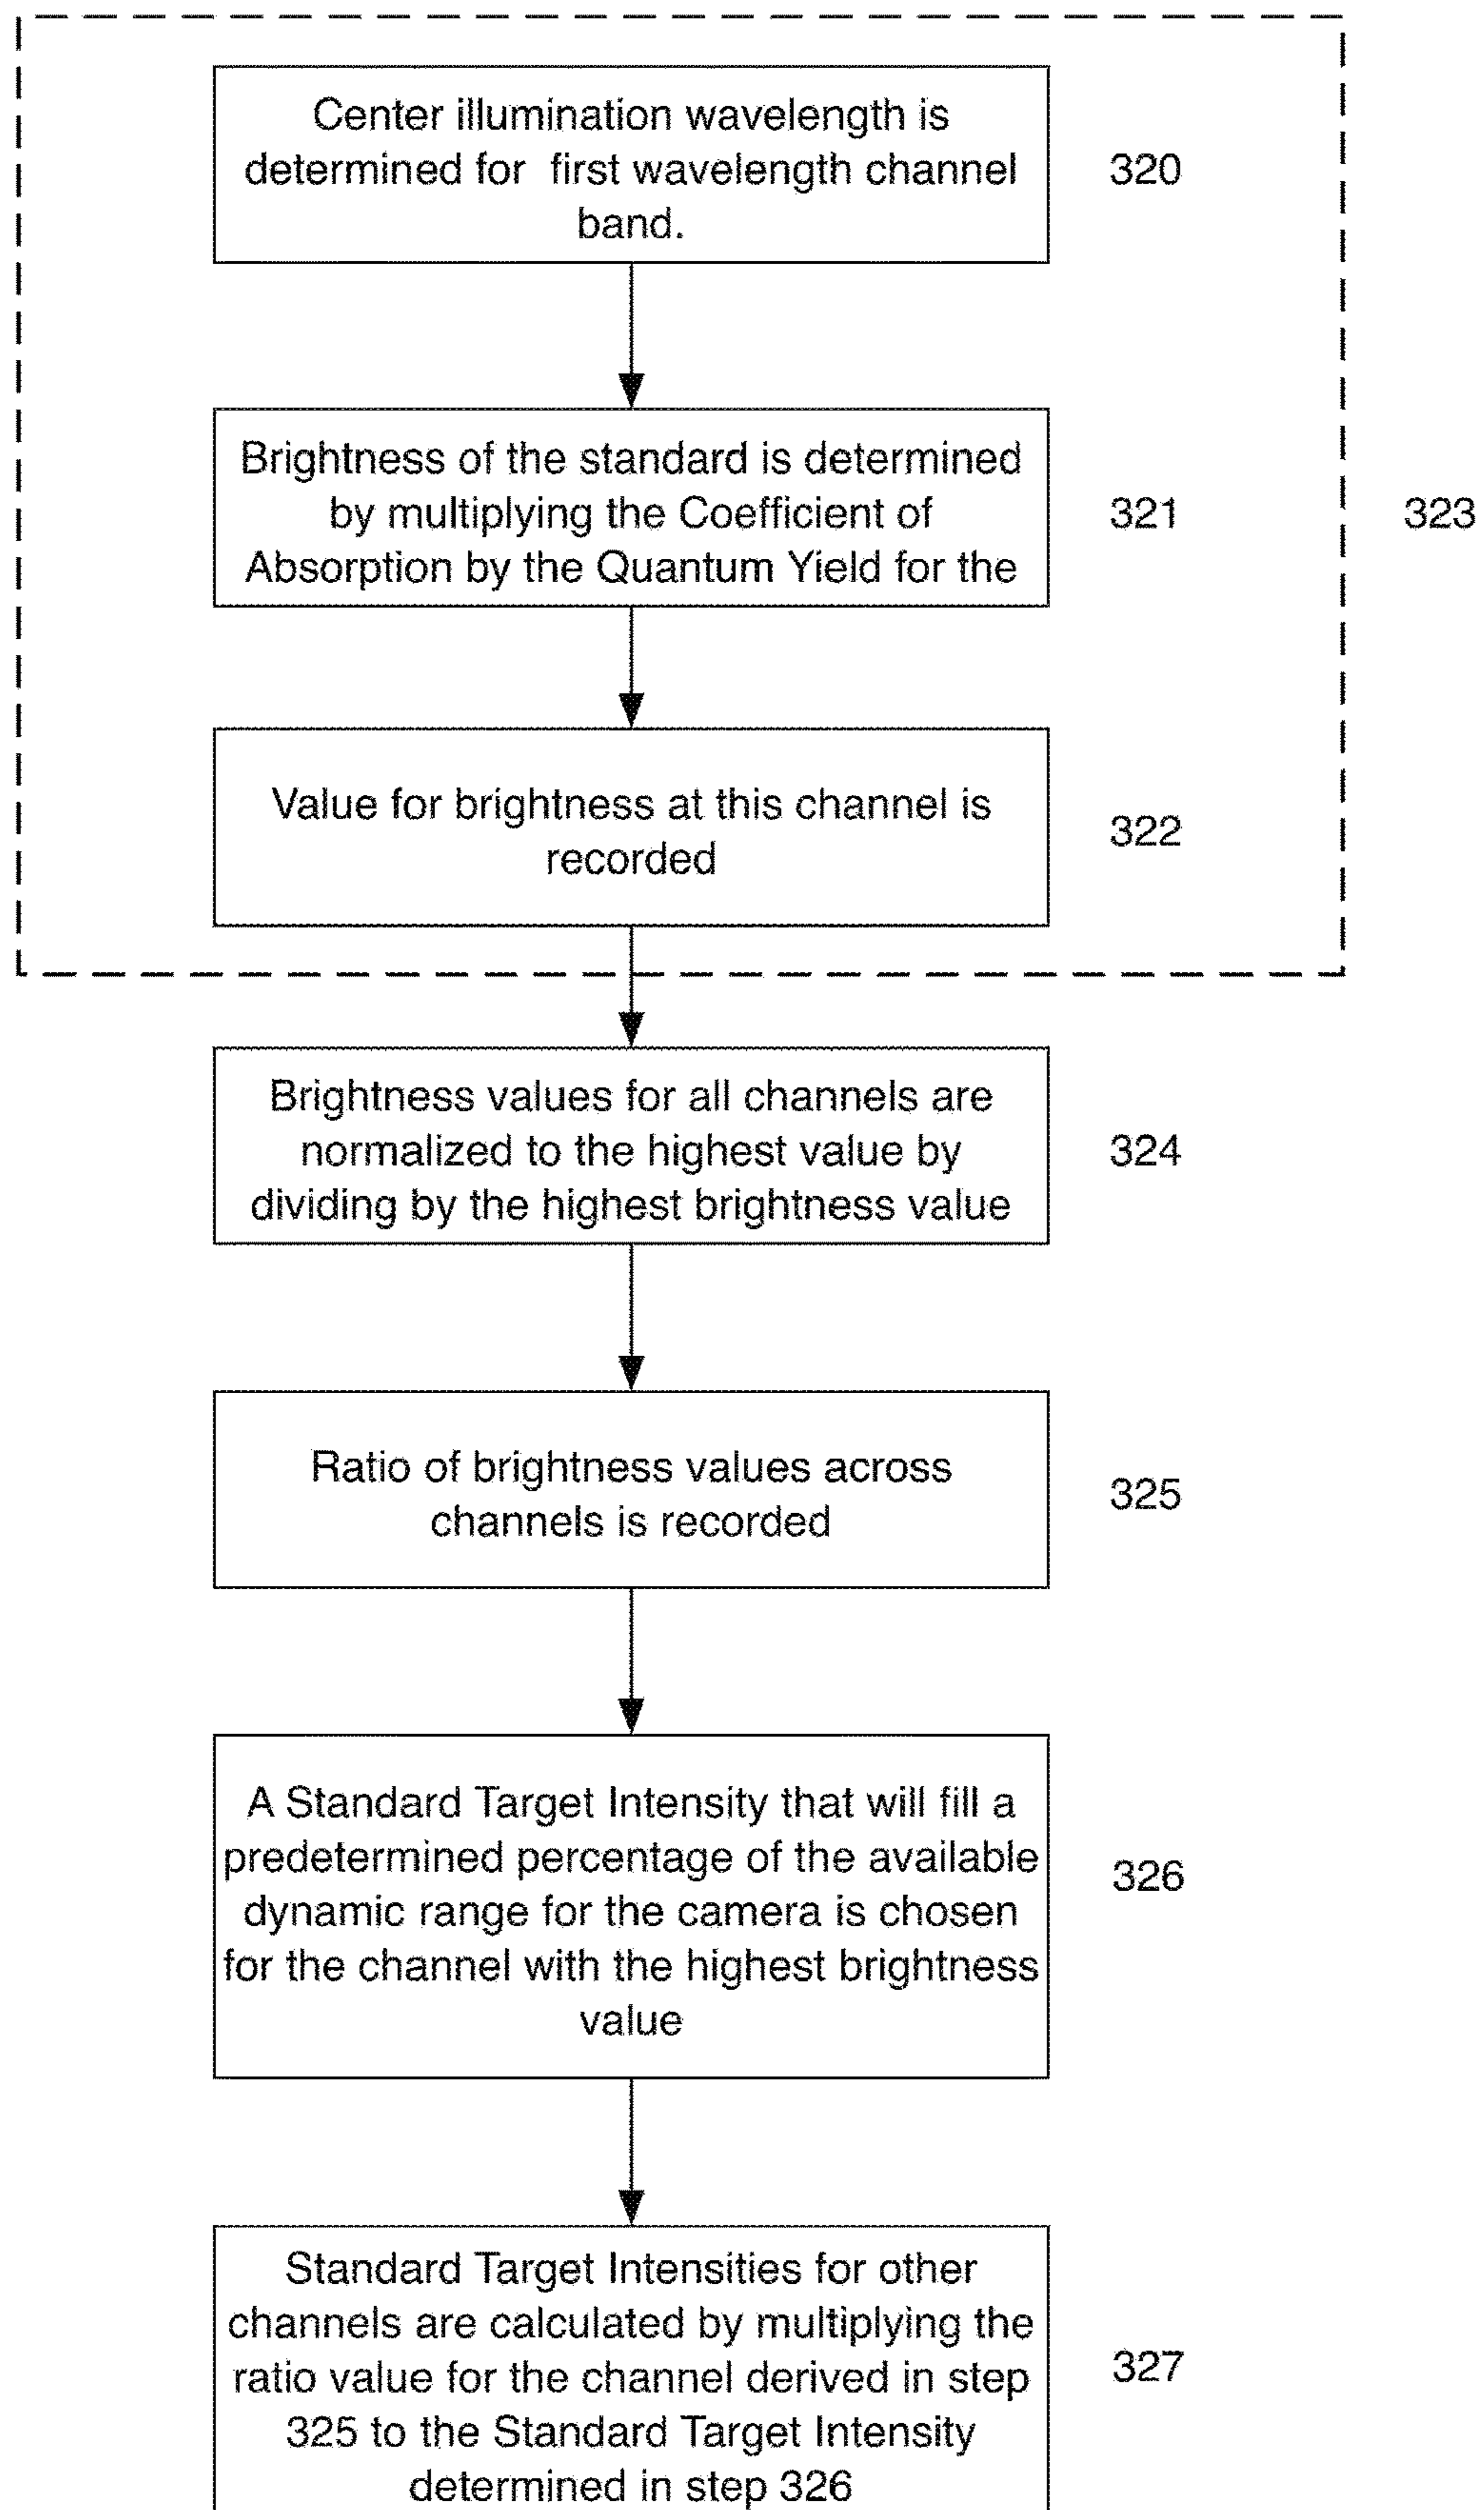 Center illumination wavelength is
determined for first wavelength channel
band.
320
Brightness of the standard is determined
by multiplying the Coefficient of
Absorption by the Quantum Yield for the
321
323
Value for brightness at this channel is
recorded
322
Brightness values for all channels are
normalized to the highest value by
dividing by the highest brightness value
324
Ratio of brightness values across
channels is recorded
325
A Standard Target Intensity that will fill a
predetermined percentage of the available
dynamic range for the camera is chosen
for the channel with the highest brightness
value
326
Standard Target Intensities for other
channels are calculated by multiplying the
ratio value for the channel derived in step
325 to the Standard Target Intensity
determined in step 326
327